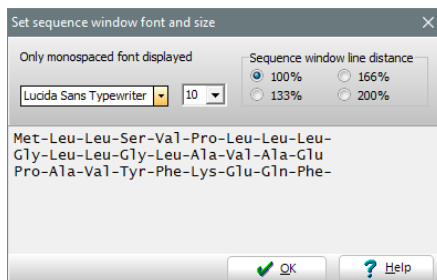 Set sequence window font and size
Only monospaced font displayed
Lucida Sans Typewriter
10
Sequence window line distance
100%
166%
133%
200%
Met-Leu-Leu-Ser-Val-Pro-Leu-Leu-Leu-
Gly-Leu-Leu-Gly-Leu-Ala-Val-Ala-Glu
Pro-Ala-Val-Tyr-Phe-Lys-Glu-Gln-Phe-
OK
Help